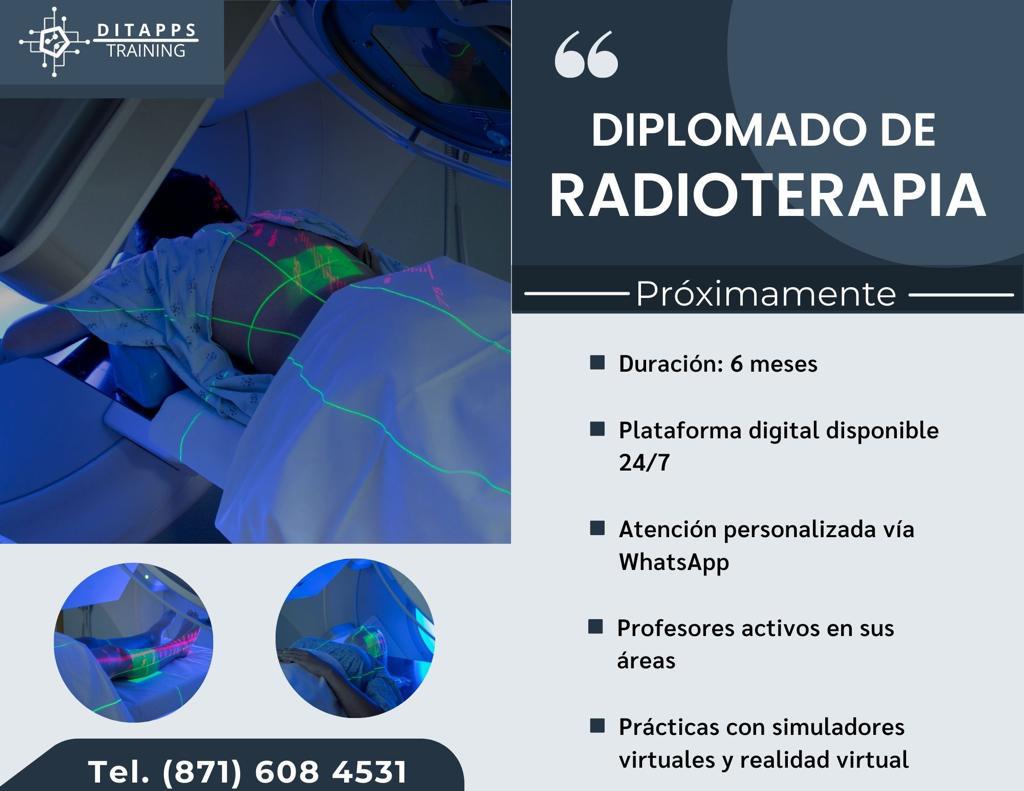 DITAPPS
TRAINING
“
DIPLOMADO DE
RADIOTERAPIA
Próximamente
Duración: 6 meses
Plataforma digital disponible
24/7
Atención personalizada vía
WhatsApp
Profesores activos en sus
áreas
Prácticas con simuladores
virtuales y realidad virtual
Tel. (871) 608 4531